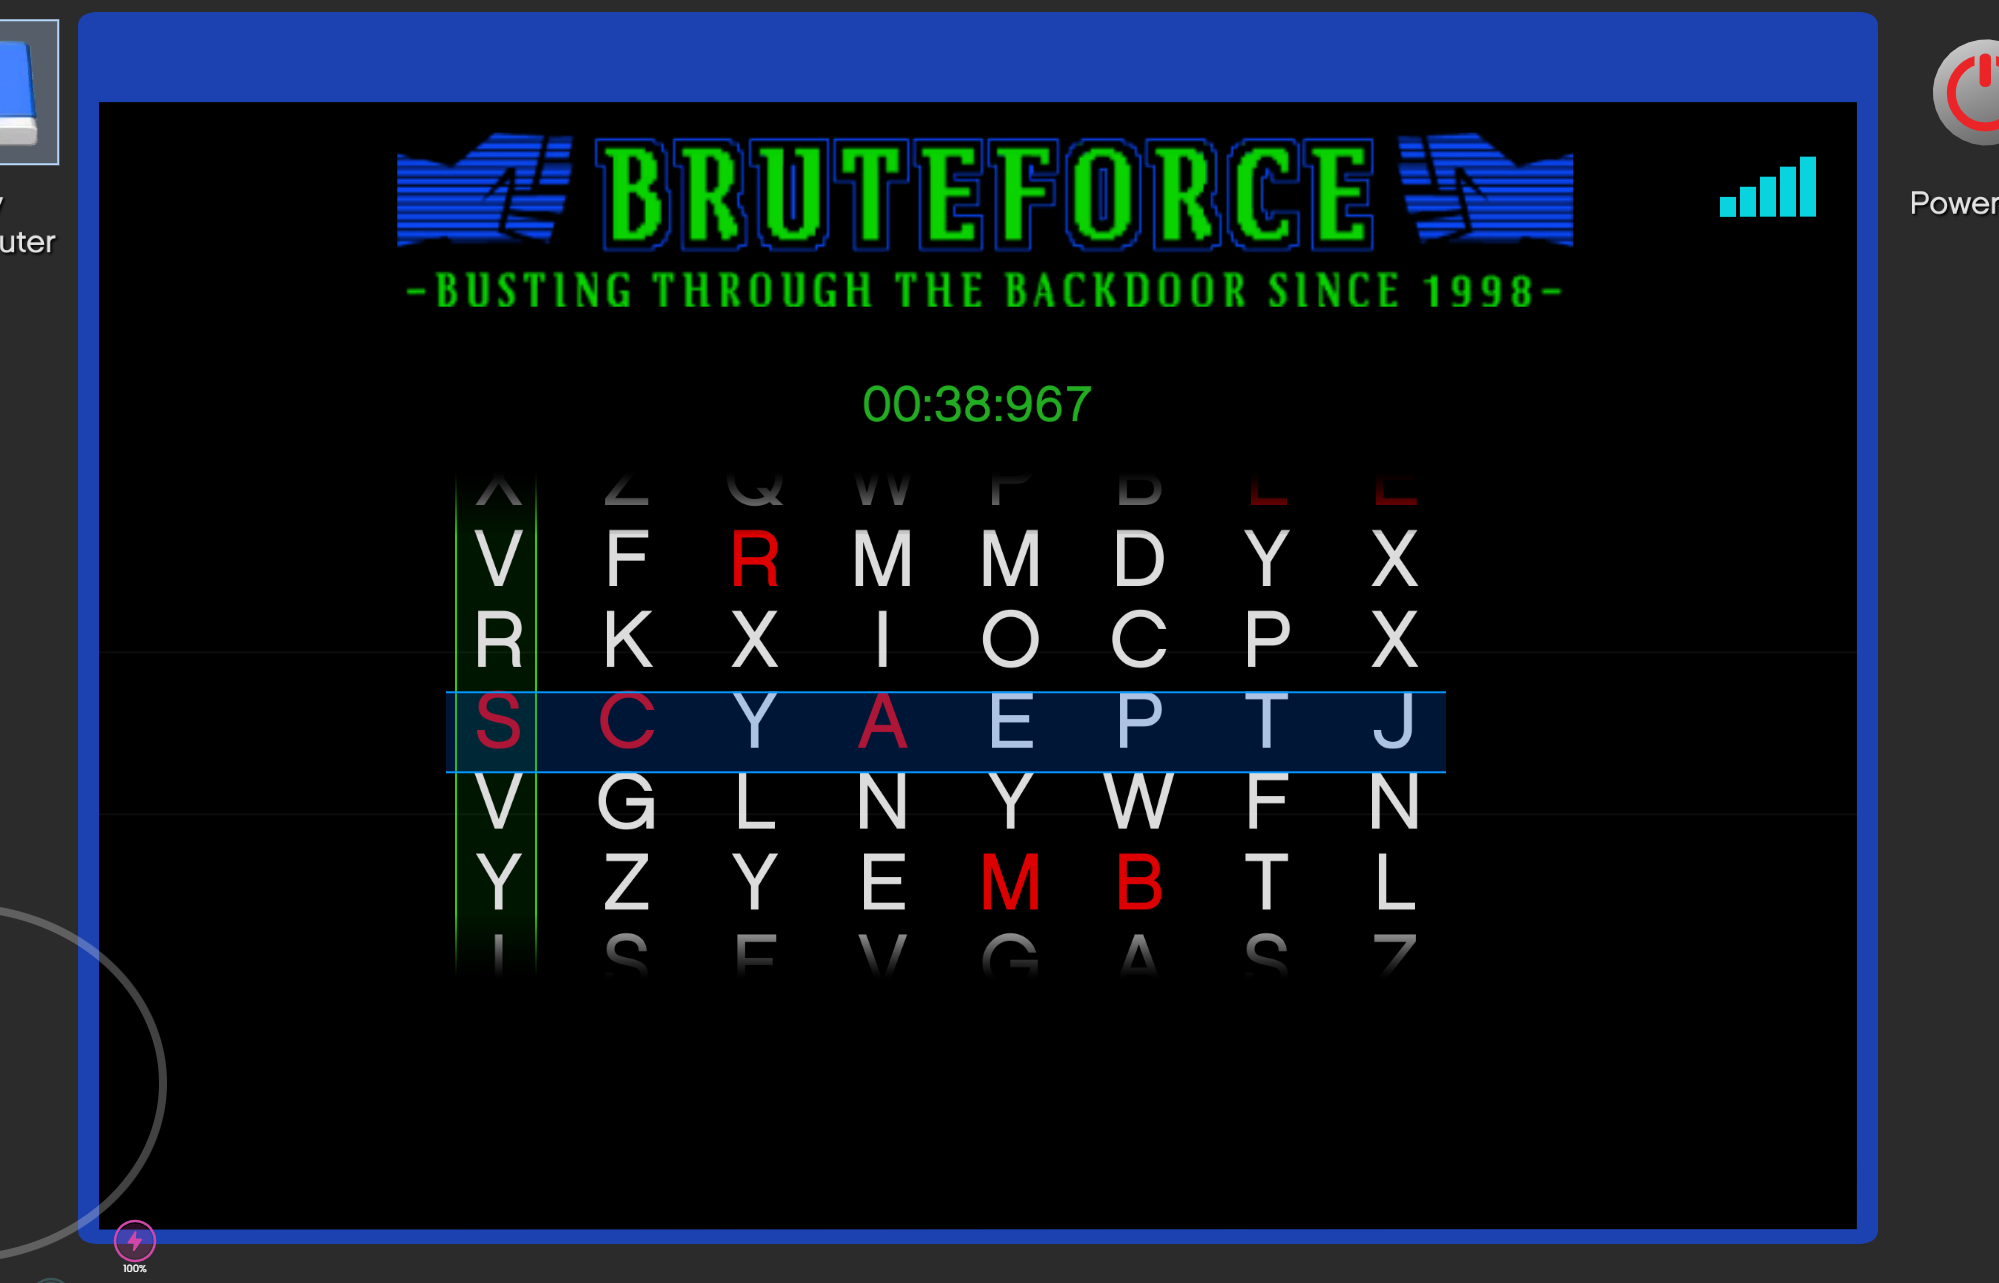 BRUTEFORCE
-BUSTING THROUGH THE BACKDOOR SINCE 1998-
Power
uter
00:38:967
X Z Q W P B L E
V F R M M D Y X
R K X I O C P X
S C Y A E P T J
V G L N Y W F N
Y Z Y E M B T L
S V G A S Z
100%